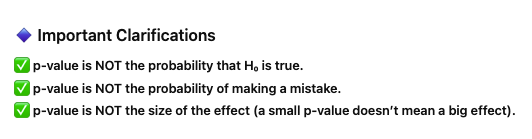 🔷 Important Clarifications
✅ p-value is NOT the probability that H₀ is true.
✅ p-value is NOT the probability of making a mistake.
✅ p-value is NOT the size of the effect (a small p-value doesn’t mean a big effect).